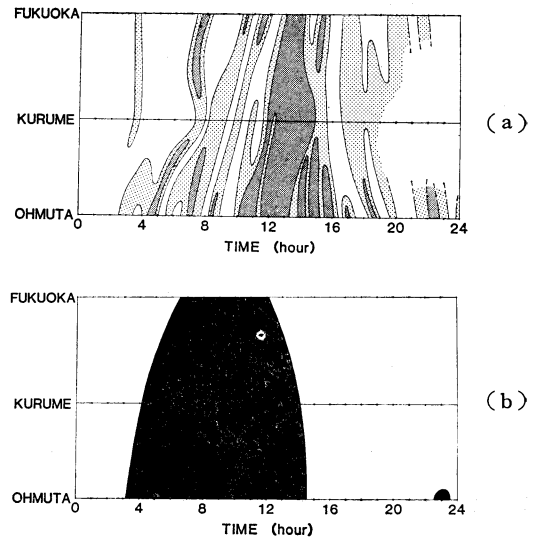 FUKUOKA
KURUME
(a)
OHMUTA
0 4 8 12 16 20 24
TIME (hour)
FUKUOKA
KURUME
(b)
OHMUTA
0 4 8 12 16 20 24
TIME (hour)